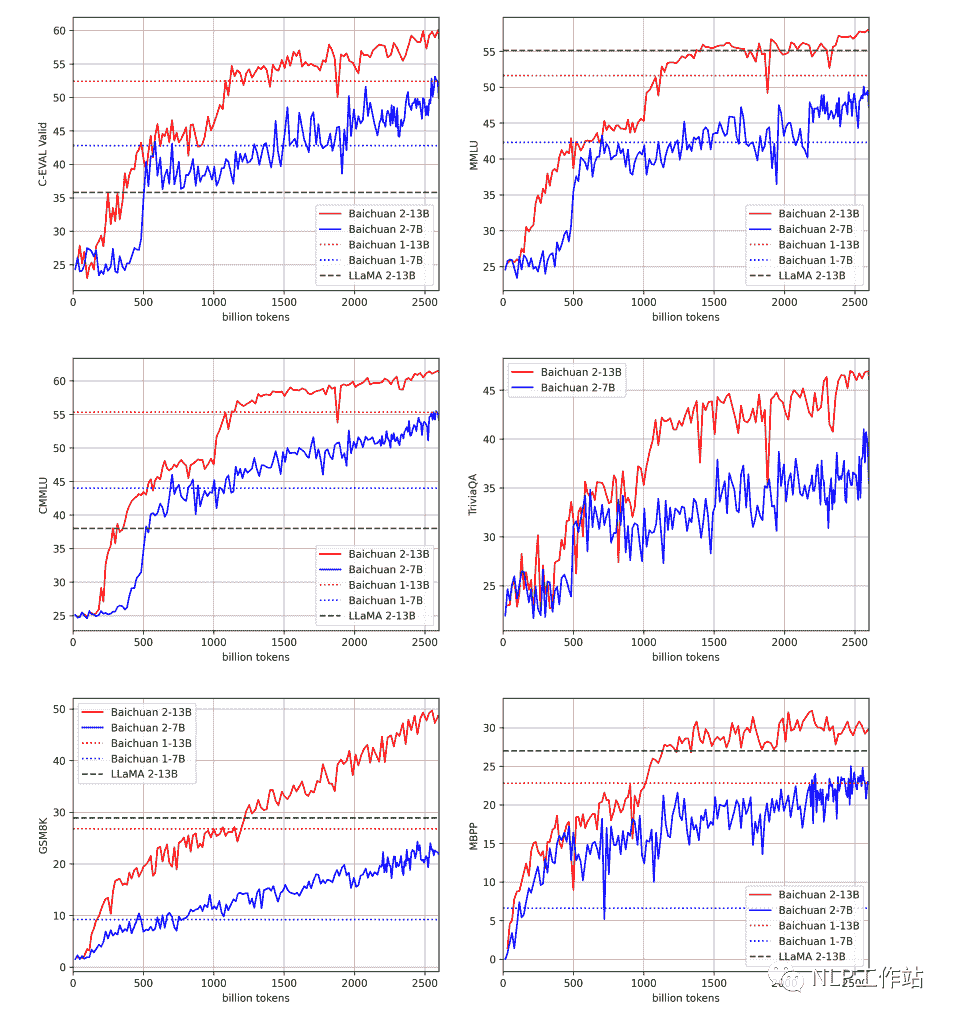 60
55
50
45
40
35
30
25
C-EVAL Valid
Baichuan 2-13B
Baichuan 2-7B
Baichuan 1-13B
Baichuan 1-7B
LLaMA 2-13B
0 500 1000 1500 2000 2500
billion tokens
55
50
45
40
35
30
25
MMLU
Baichuan 2-13B
Baichuan 2-7B
Baichuan 1-13B
Baichuan 1-7B
LLaMA 2-13B
0 500 1000 1500 2000 2500
billion tokens
60
55
50
45
40
35
30
25
CMMLU
Baichuan 2-13B
Baichuan 2-7B
Baichuan 1-13B
Baichuan 1-7B
LLaMA 2-13B
0 500 1000 1500 2000 2500
billion tokens
Baichuan 2-13B
Baichuan 2-7B
45
40
35
30
25
TriviaQA
0 500 1000 1500 2000 2500
billion tokens
Baichuan 2-13B
Baichuan 2-7B
Baichuan 1-13B
Baichuan 1-7B
LLaMA 2-13B
50
40
30
20
10
0
GSM8K
0 500 1000 1500 2000 2500
billion tokens
30
25
20
15
10
5
0
MBPP
Baichuan 2-13B
Baichuan 2-7B
Baichuan 1-13B
Baichuan 1-7B
LLaMA 2-13B
0 500 1000 1500 2000 2500
billion tokens
NLP工作站